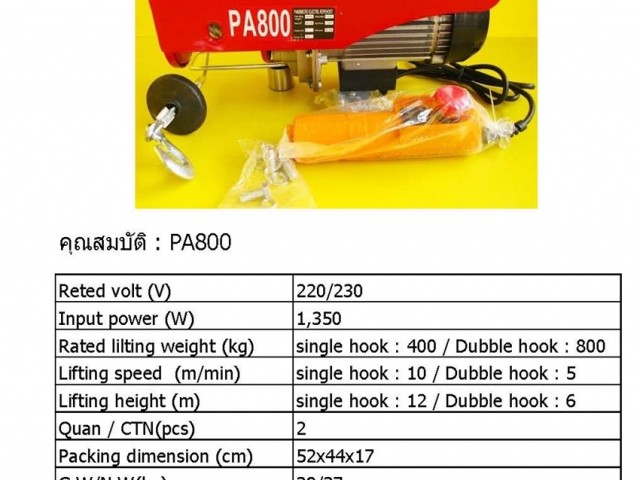 PA800
คุณสมบัติ : PA800
Reted volt (V) 220/230
Input power (W) 1,350
Rated lilting weight (kg) single hook : 400 / Dubble hook : 800
Lifting speed (m/min) single hook : 10 / Dubble hook : 5
Lifting height (m) single hook : 12 / Dubble hook : 6
Quan / CTN(pcs) 2
Packing dimension (cm) 52x44x17